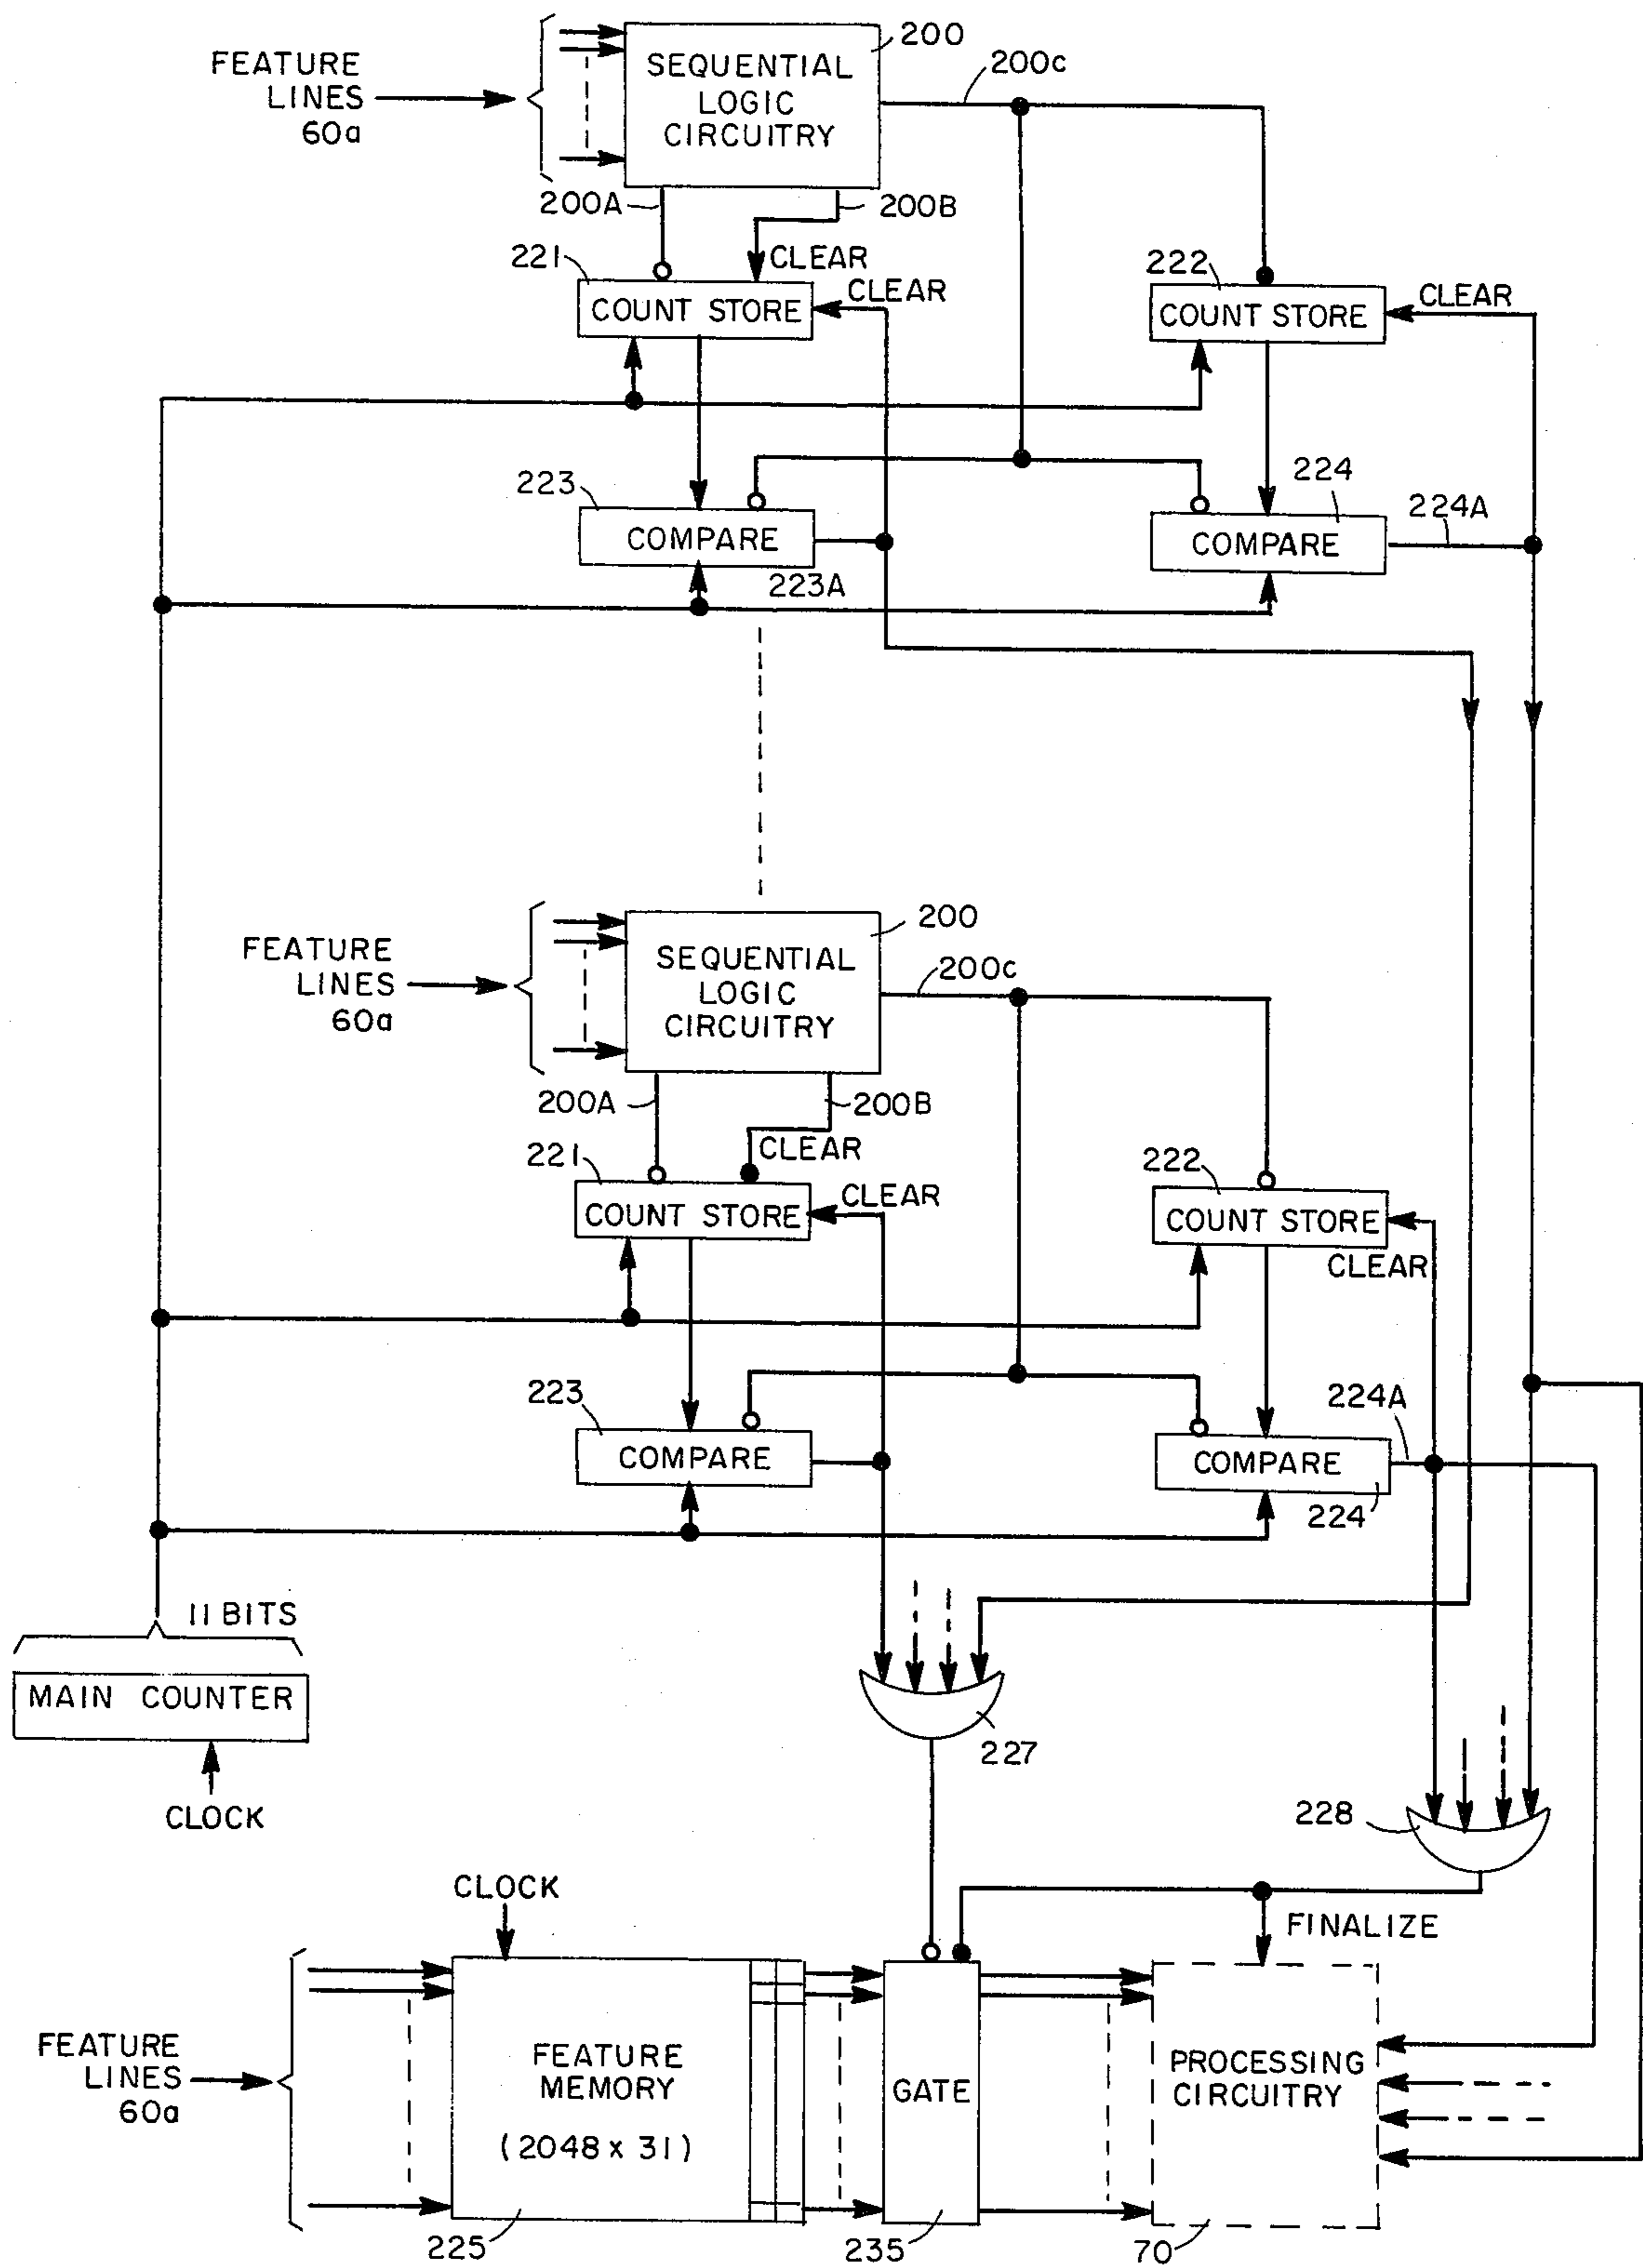 FEATURE
LINES
60a
SEQUENTIAL
LOGIC
CIRCUITRY
200
200c
200A
200B
221
CLEAR
CLEAR
COUNT STORE
222
CLEAR
COUNT STORE
223
COMPARE
223A
224
224A
COMPARE
FEATURE
LINES
60a
SEQUENTIAL
LOGIC
CIRCUITRY
200
200c
200A
200B
221
CLEAR
CLEAR
COUNT STORE
222
COUNT STORE
CLEAR
223
COMPARE
224A
COMPARE
224
11 BITS
MAIN COUNTER
CLOCK
227
228
CLOCK
FINALIZE
FEATURE
LINES
60a
FEATURE
MEMORY
(2048 x 31)
GATE
PROCESSING
CIRCUITRY
225
235
70